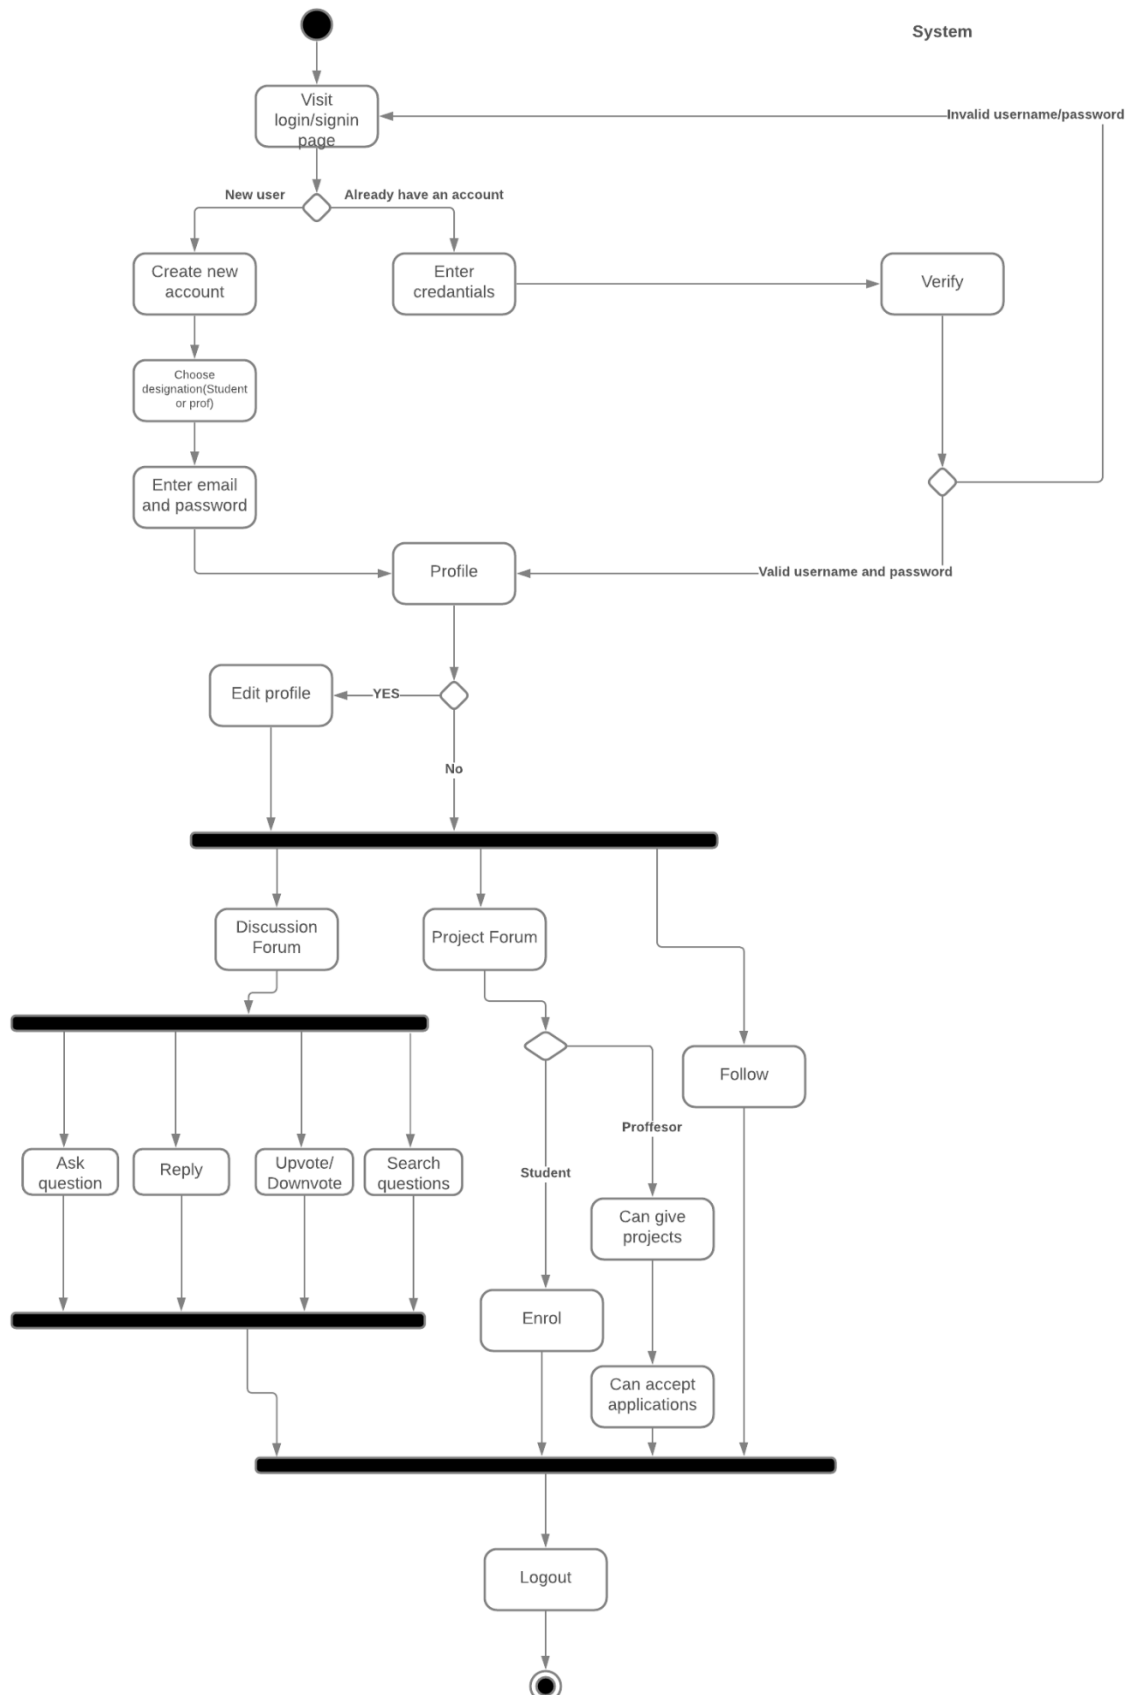 System
Visit
login/signin
page
Invalid username/password
New user
Already have an account
Create new
account
Enter
credantials
Verify
Choose
designation(Student
or prof)
Enter email
and password
Profile
Valid username and password
Edit profile
YES
No
Discussion
Forum
Project Forum
Follow
Proffesor
Student
Ask
question
Reply
Upvote/
Downvote
Search
questions
Can give
projects
Enrol
Can accept
applications
Logout